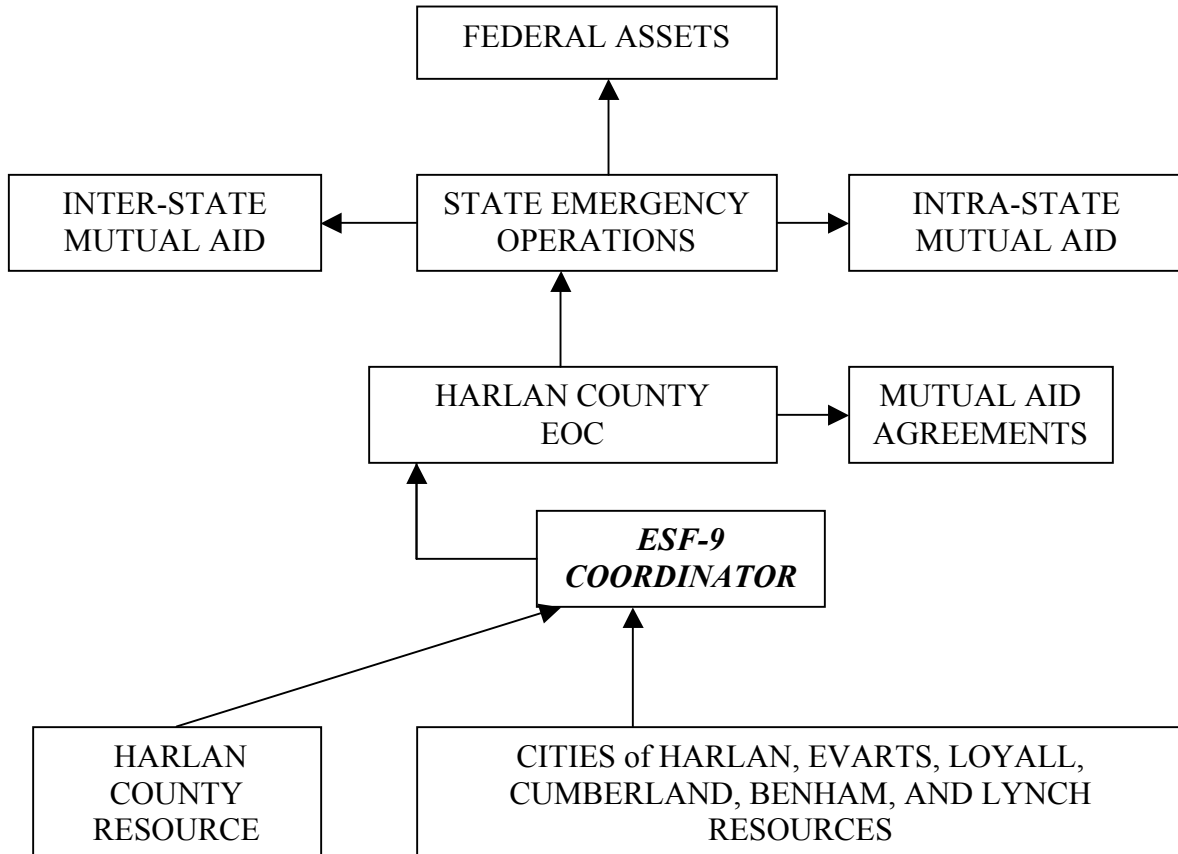 FEDERAL ASSETS
INTER-STATE
MUTUAL AID
STATE EMERGENCY
OPERATIONS
INTRA-STATE
MUTUAL AID
HARLAN COUNTY
EOC
MUTUAL AID
AGREEMENTS
ESF-9
COORDINATOR
HARLAN
COUNTY
RESOURCE
CITIES of HARLAN, EVARTS, LOYALL,
CUMBERLAND, BENHAM, AND LYNCH
RESOURCES